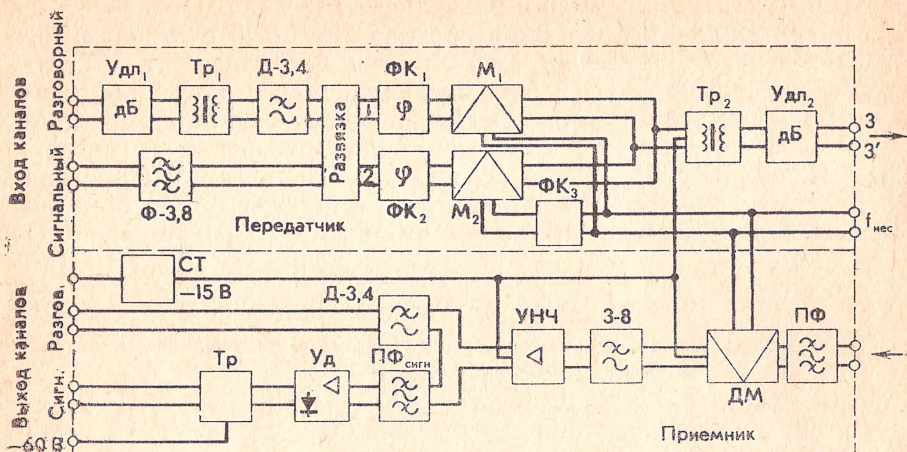 Вход каналов
Разговорный
Сигнальный
Удл₁
дБ
Тр₁
Д-3,4
Развязка
1
2
ФК₁
φ
М₁
Ф-3,8
ФК₂
φ
М₂
ФК₃
Тр₂
Удл₂
дБ
3
3'
fнес
Передатчик
Выход каналов
Разгов.
Сигн.
СТ
−15 В
Д-3,4
Тр
Уд
ПФсигн
УНЧ
3-8
ДМ
ПФ
−60 В
Приемник